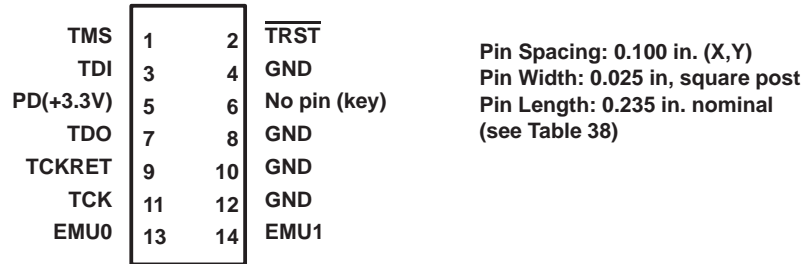 TMS 1 2 TRST
TDI 3 4 GND
PD(+3.3V) 5 6 No pin (key)
TDO 7 8 GND
TCKRET 9 10 GND
TCK 11 12 GND
EMU0 13 14 EMU1
Pin Spacing: 0.100 in. (X,Y)
Pin Width: 0.025 in, square post
Pin Length: 0.235 in. nominal
(see Table 38)